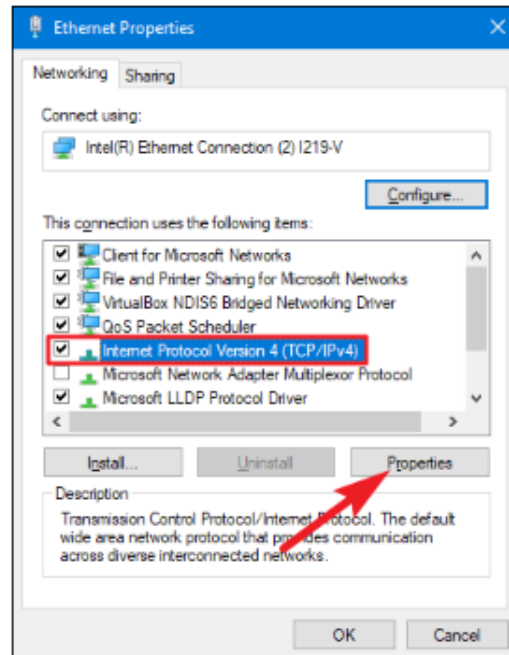 Ethernet Properties
Networking Sharing
Connect using:
Intel(R) Ethernet Connection (2) I219-V
Configure...
This connection uses the following items:
Client for Microsoft Networks
File and Printer Sharing for Microsoft Networks
VirtualBox NDIS6 Bridged Networking Driver
QoS Packet Scheduler
Internet Protocol Version 4 (TCP/IPv4)
Microsoft Network Adapter Multiplexor Protocol
Microsoft LLDP Protocol Driver
Install... Uninstall Properties
Description
Transmission Control Protocol/Internet Protocol. The default
wide area network protocol that provides communication
across diverse interconnected networks.
OK Cancel